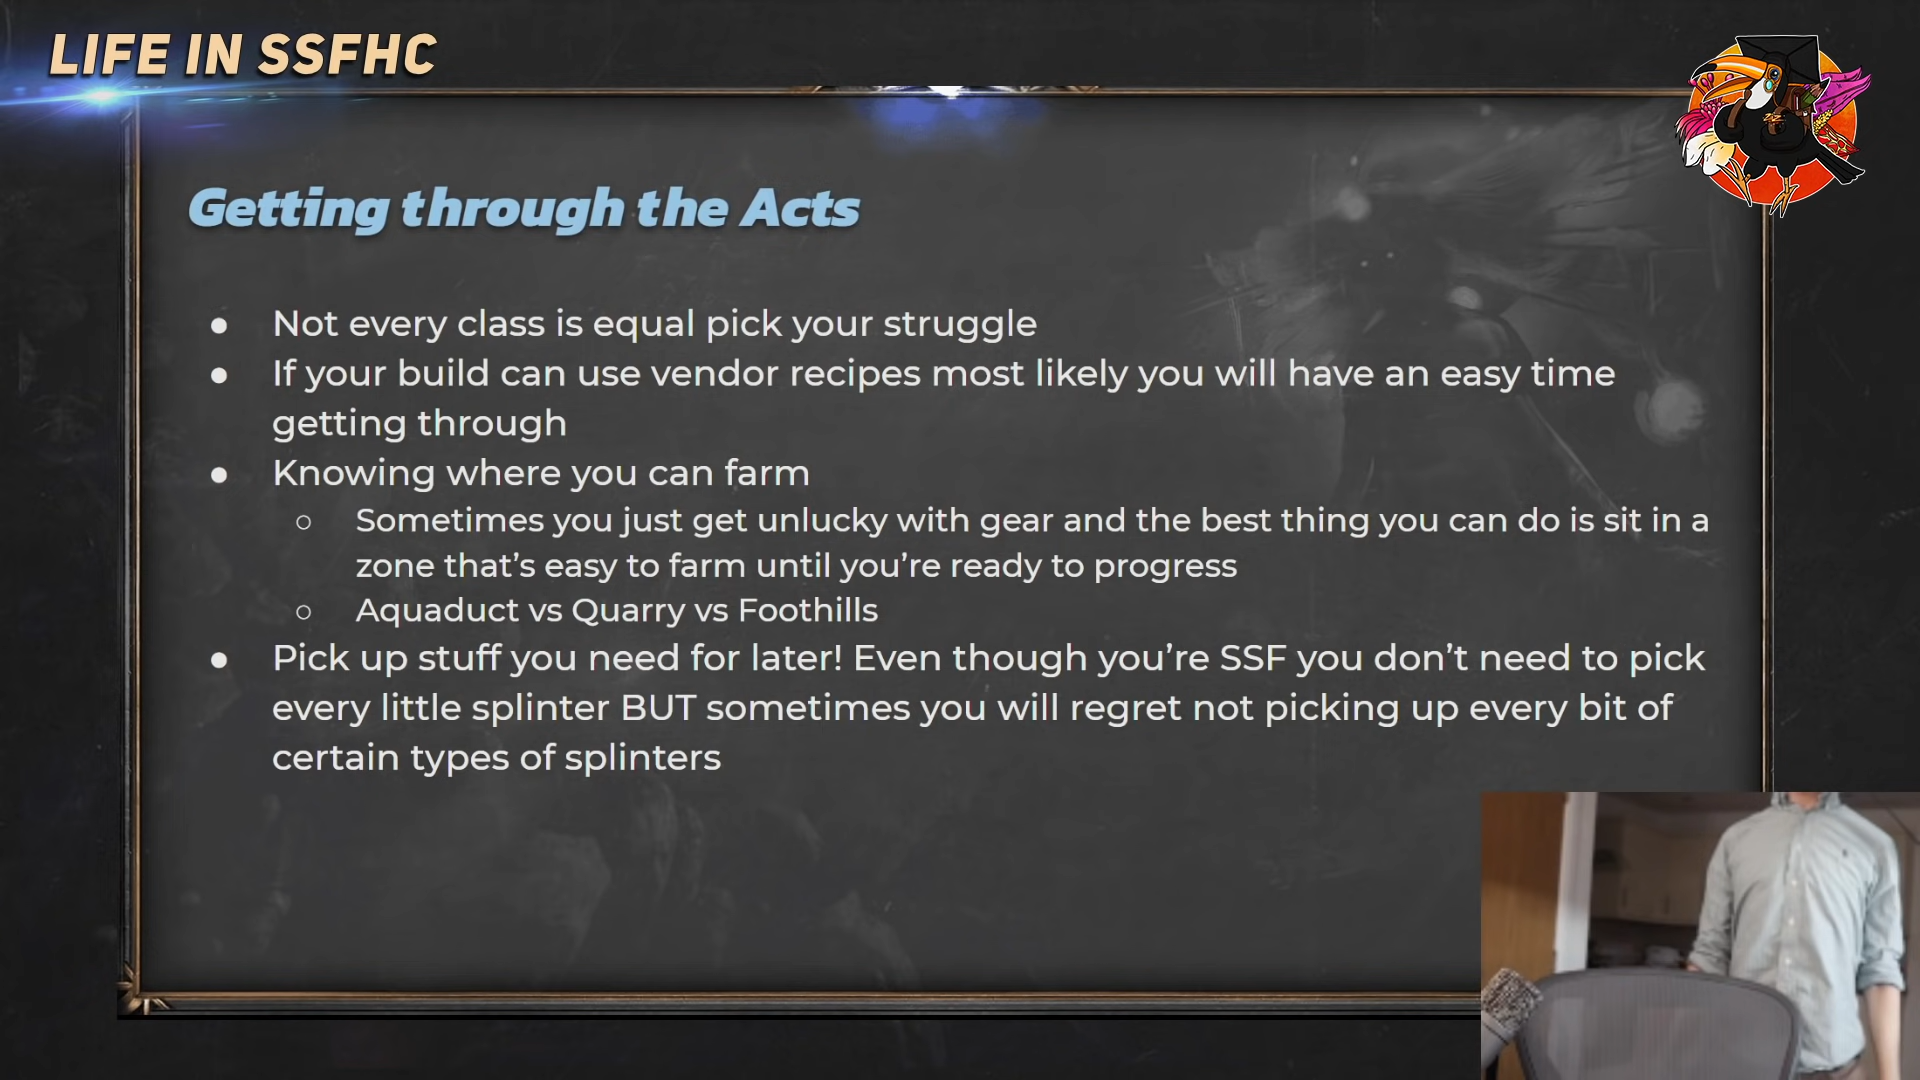 LIFE IN SSFHC
Getting through the Acts
● Not every class is equal pick your struggle
● If your build can use vendor recipes most likely you will have an easy time
getting through
● Knowing where you can farm
○ Sometimes you just get unlucky with gear and the best thing you can do is sit in a
zone that’s easy to farm until you’re ready to progress
○ Aquaduct vs Quarry vs Foothills
● Pick up stuff you need for later! Even though you’re SSF you don’t need to pick
every little splinter BUT sometimes you will regret not picking up every bit of
certain types of splinters